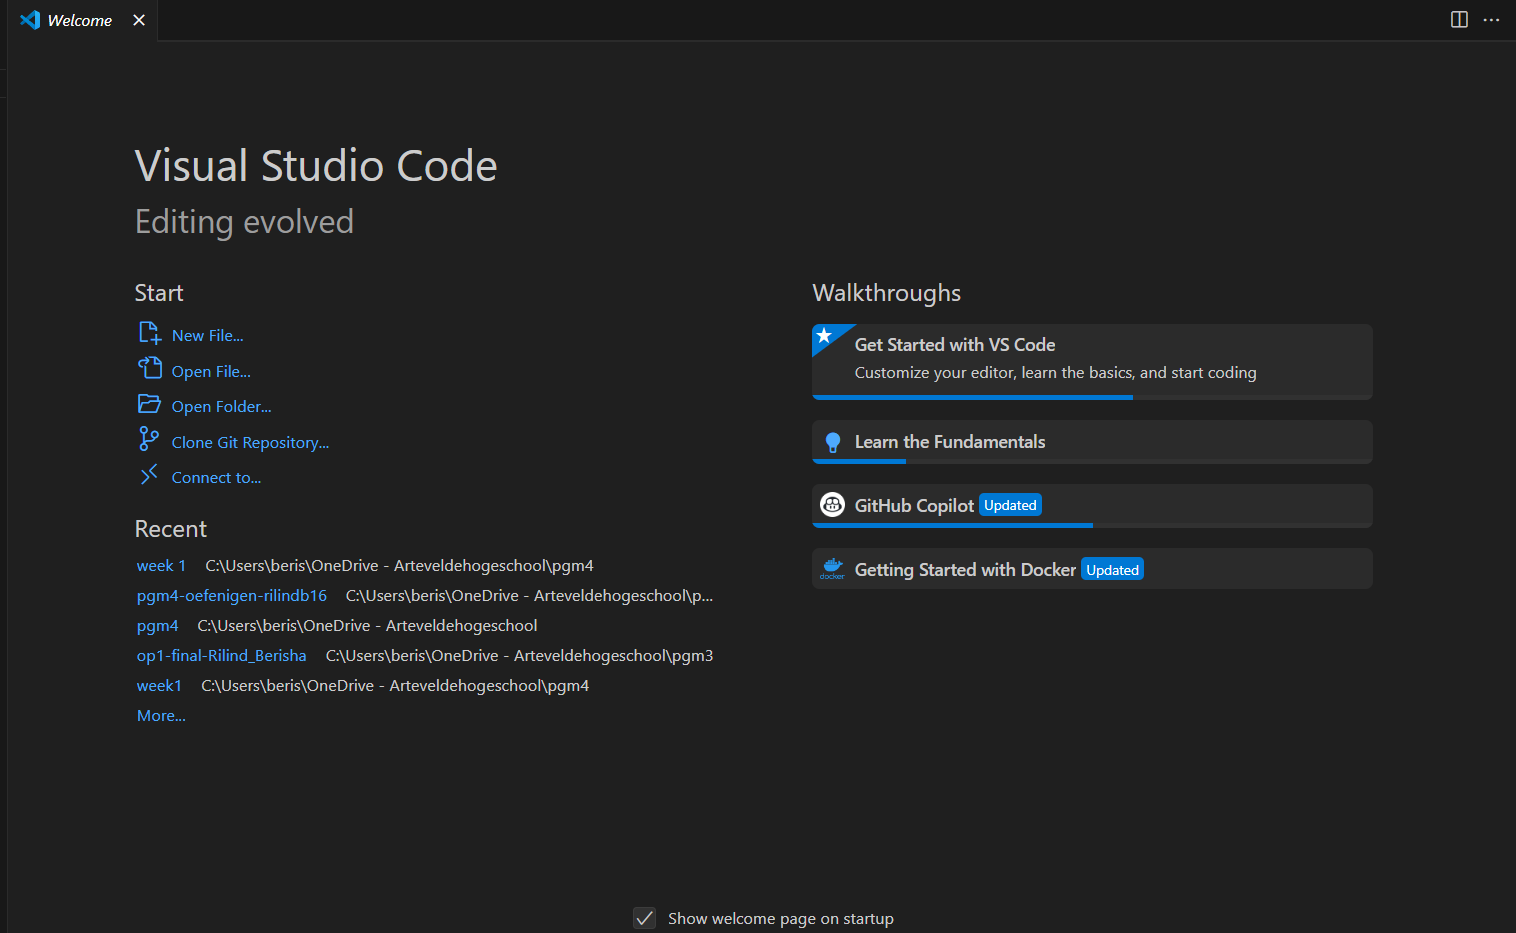 Welcome
Visual Studio Code
Editing evolved
Start
New File...
Open File...
Open Folder...
Clone Git Repository...
Connect to...
Recent
week 1 C:\Users\beris\OneDrive - Arteveldehogeschool\pgm4
pgm4-oefenigen-rilindb16 C:\Users\beris\OneDrive - Arteveldehogeschool\p...
pgm4 C:\Users\beris\OneDrive - Arteveldehogeschool
op1-final-Rilind_Berisha C:\Users\beris\OneDrive - Arteveldehogeschool\pgm3
week1 C:\Users\beris\OneDrive - Arteveldehogeschool\pgm4
More...
Walkthroughs
Get Started with VS Code
Customize your editor, learn the basics, and start coding
Learn the Fundamentals
GitHub Copilot Updated
docker
Getting Started with Docker Updated
Show welcome page on startup